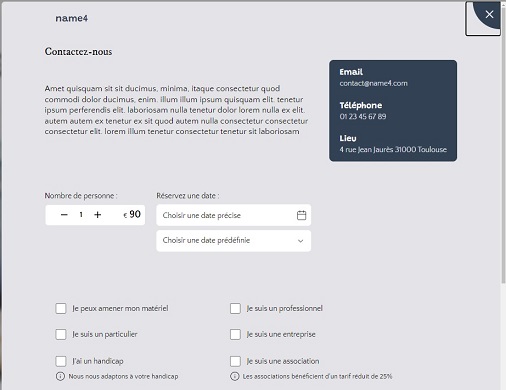 name4
Contactez-nous
Amet quisquam sit sit ducimus, minima, itaque consectetur quod
commodi dolor ducimus, enim, illum illum ipsum quisquam elit, tenetur
ipsum perferendis elit, laboriosam nulla tenetur dolor lorem nulla ex elit,
autem autem ex tenetur ex sit quod autem nulla consectetur consectetur
consectetur elit, lorem illum tenetur consectetur tenetur sit laboriosam
Email
contact@name4.com
Téléphone
01 23 45 67 89
Lieu
4 rue Jean Jaurès 31000 Toulouse
Nombre de personne :
− 1 + € 90
Réservez une date :
Choisir une date précise
Choisir une date prédéfinie
Je peux amener mon matériel
Je suis un professionnel
Je suis un particulier
Je suis une entreprise
J'ai un handicap
Je suis une association
Nous nous adaptons à votre handicap
Les associations bénéficient d'un tarif réduit de 25%